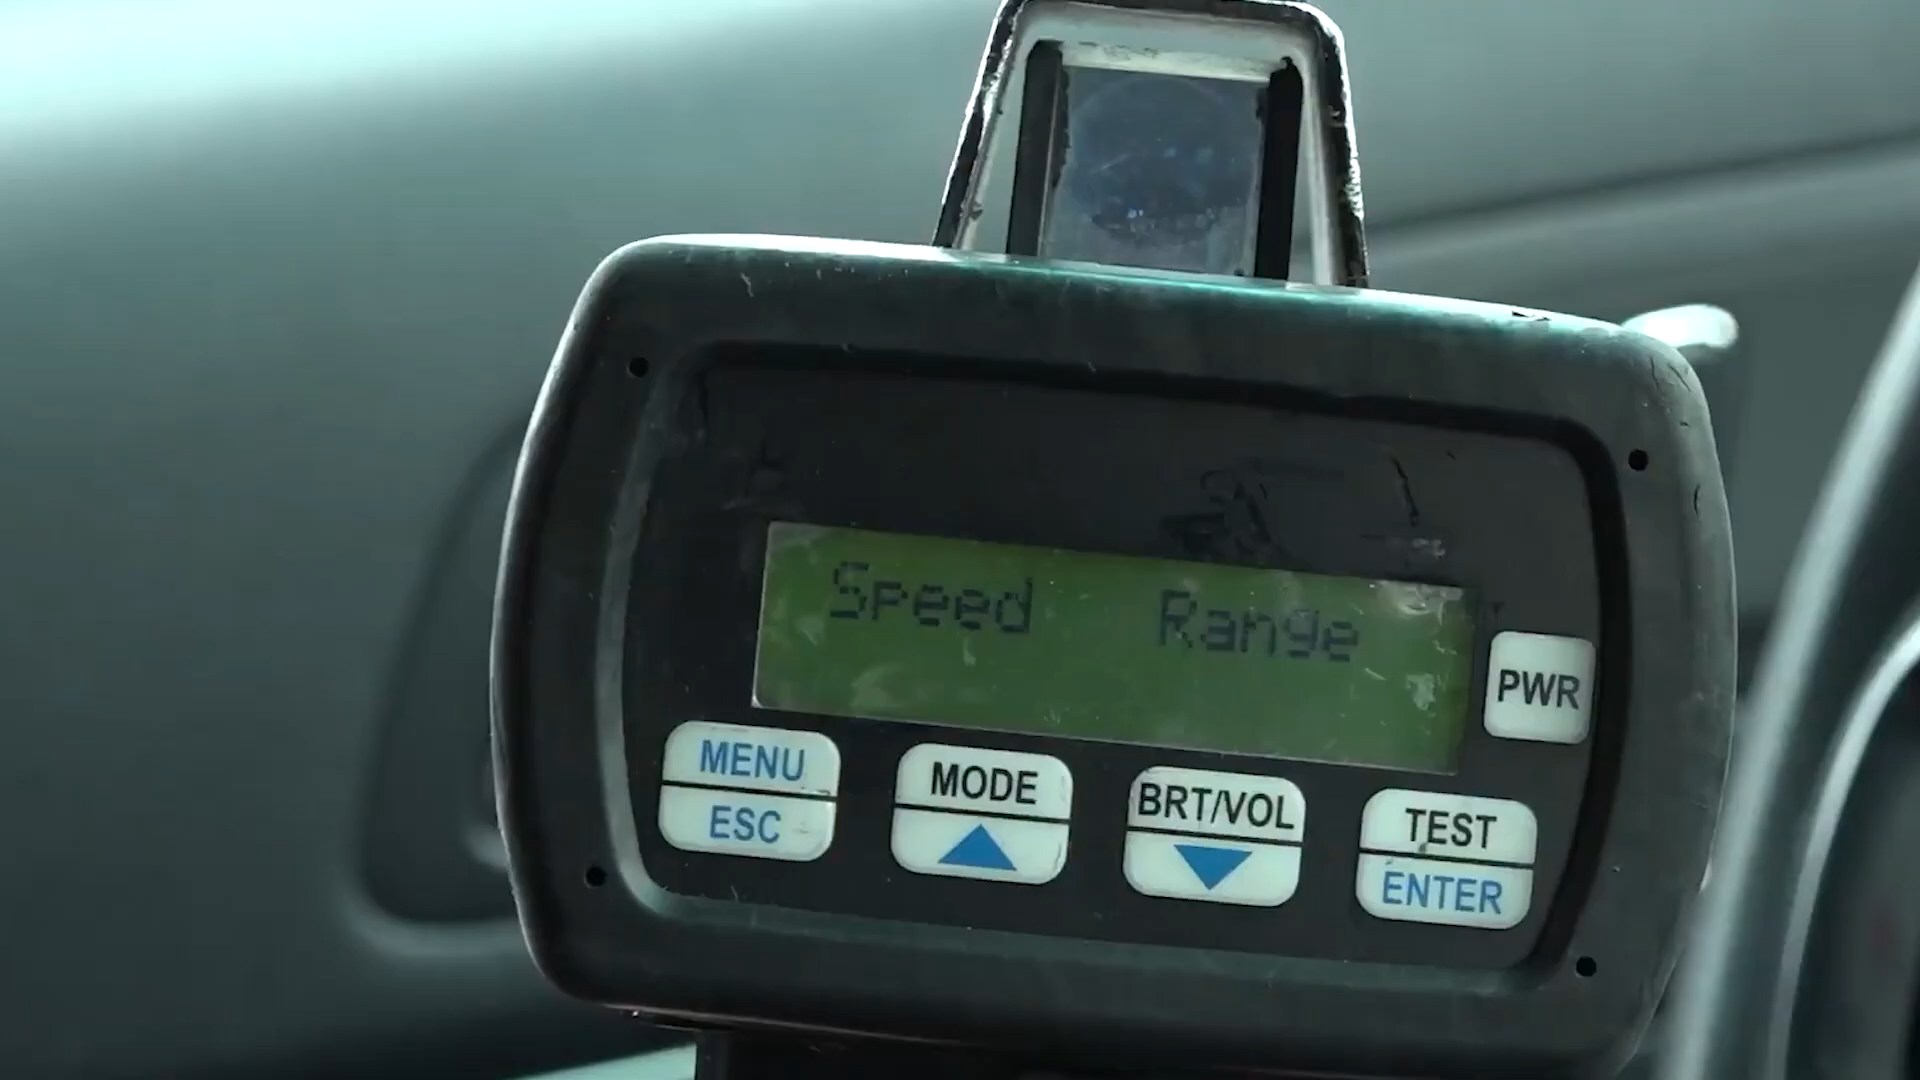 Speed Range
PWR
MENU
ESC
MODE
BRT/VOL
TEST
ENTER